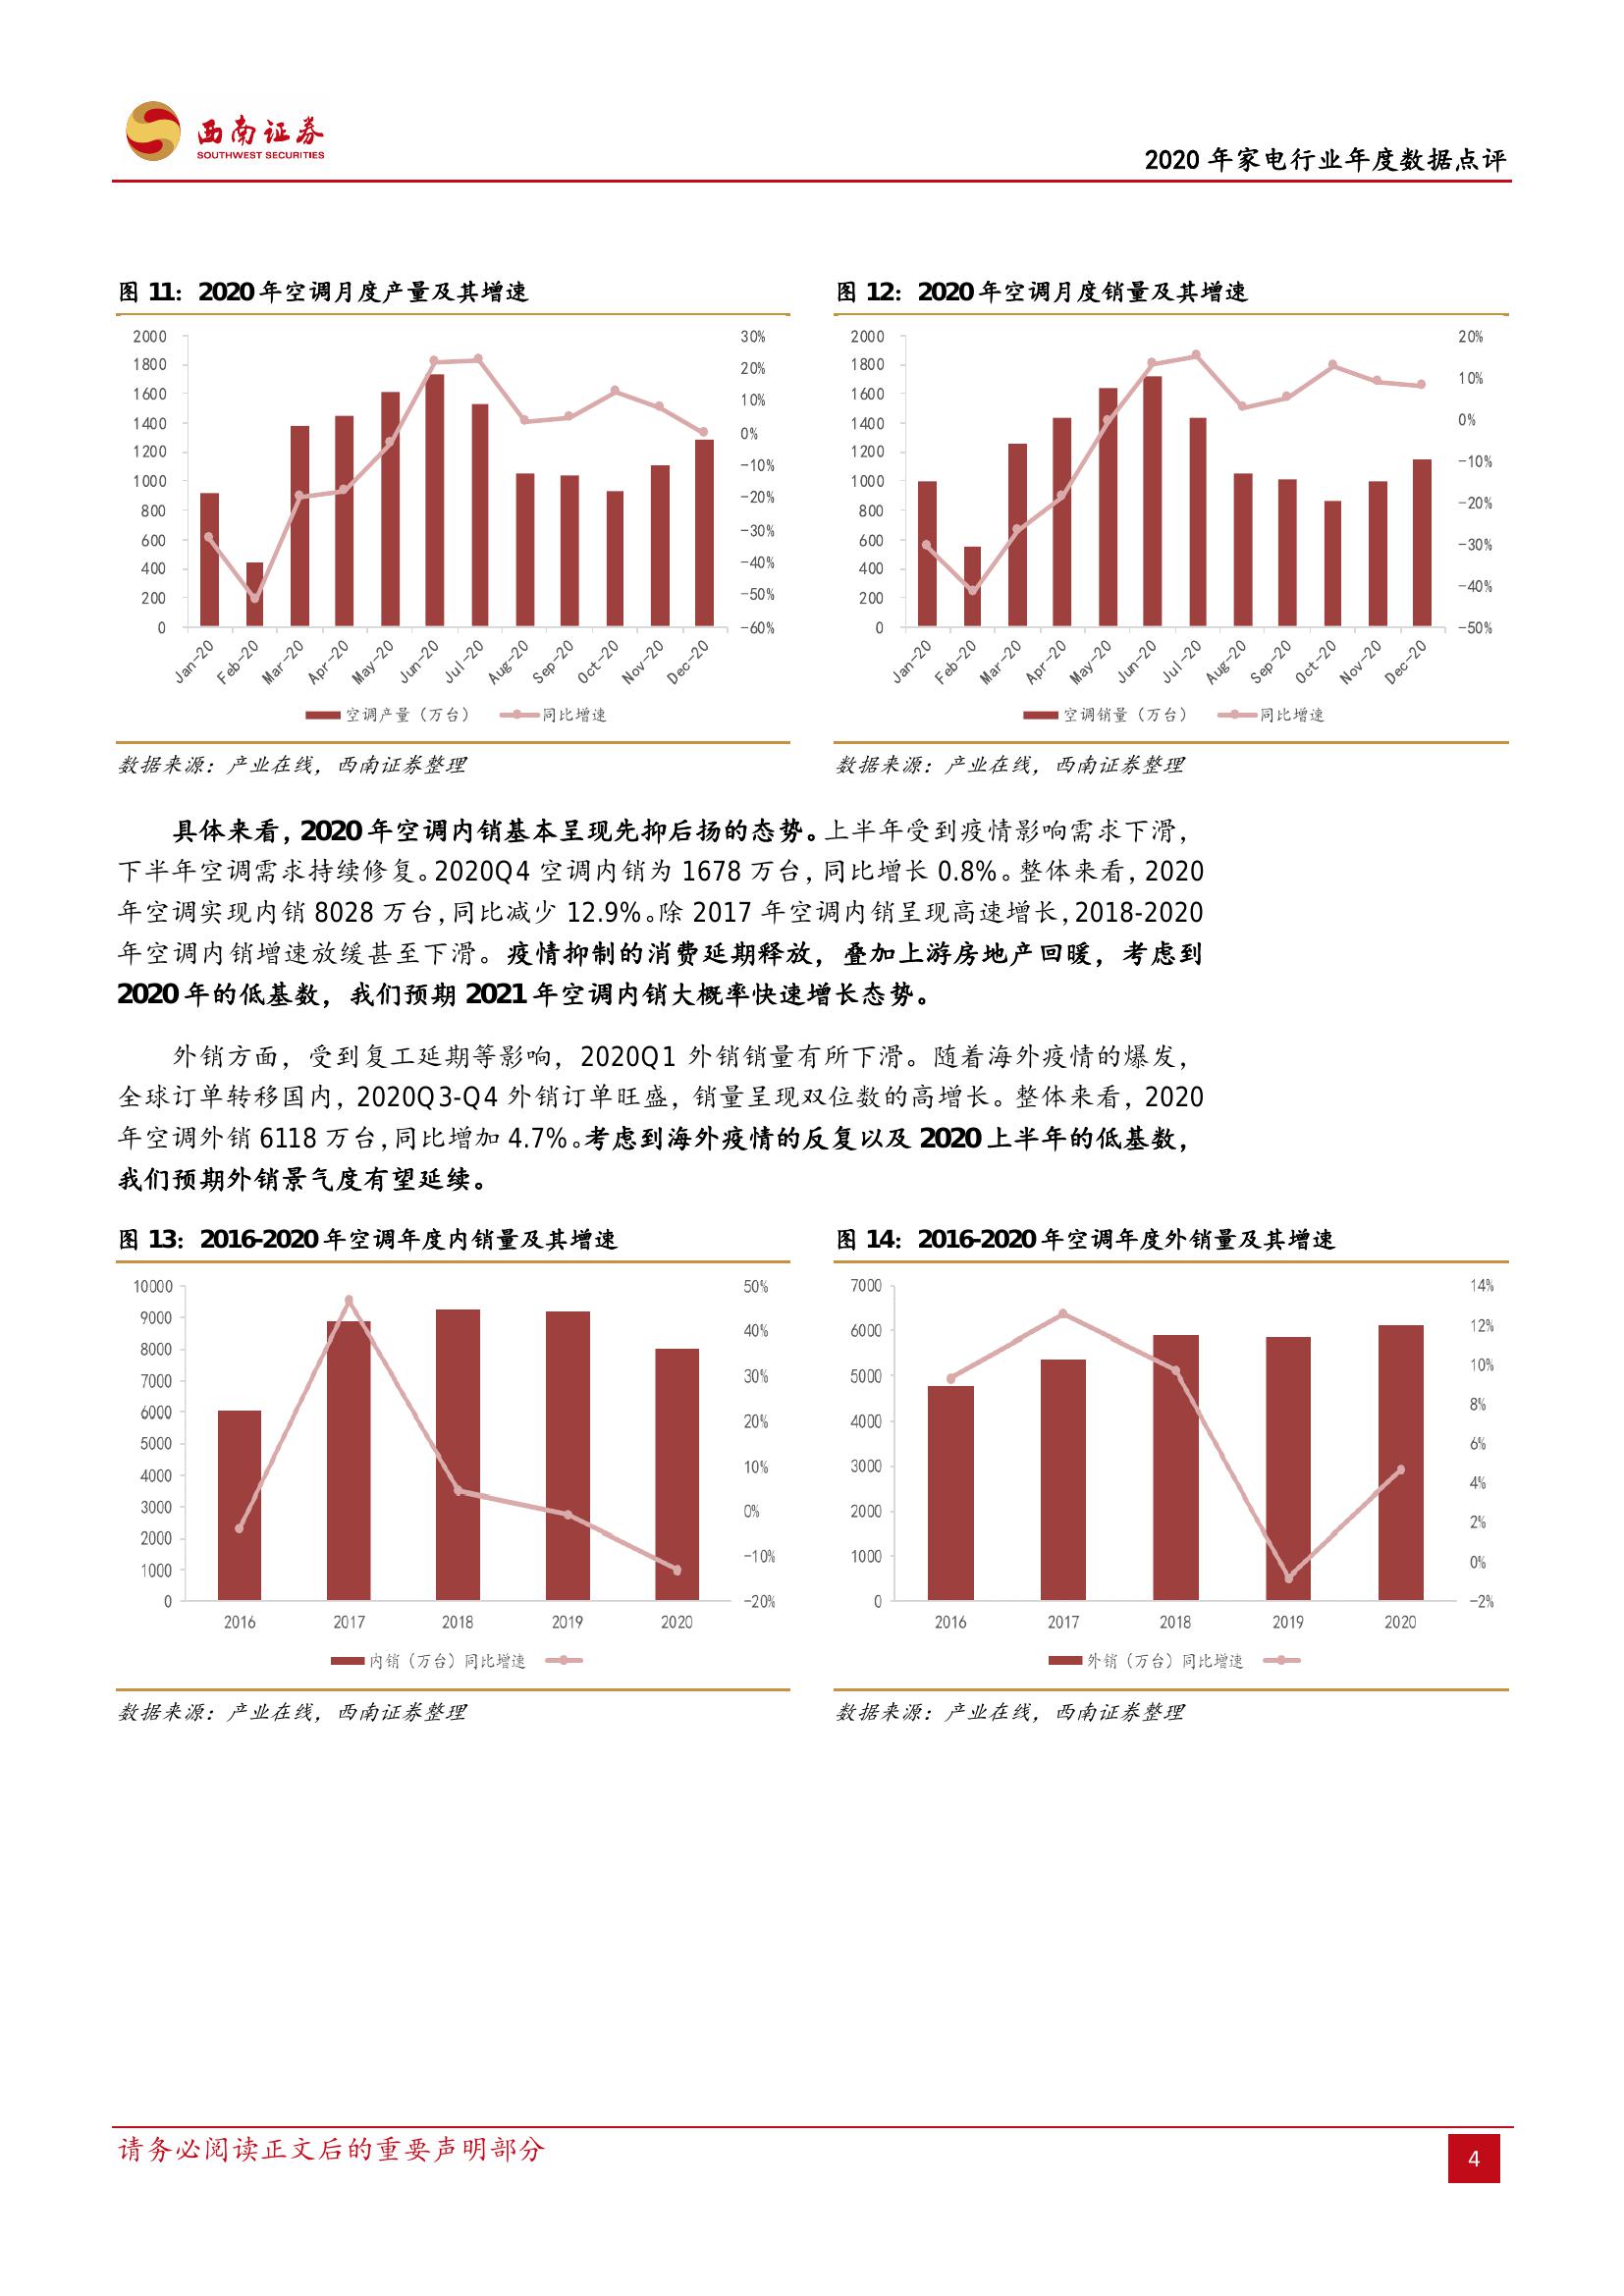 西南证券
SOUTHWEST SECURITIES
2020 年家电行业年度数据点评
图 11：2020 年空调月度产量及其增速
2000
1800
1600
1400
1200
1000
800
600
400
200
0
30%
20%
10%
0%
-10%
-20%
-30%
-40%
-50%
-60%
Jan-20 Feb-20 Mar-20 Apr-20 May-20 Jun-20 Jul-20 Aug-20 Sep-20 Oct-20 Nov-20 Dec-20
空调产量（万台） 同比增速
数据来源：产业在线，西南证券整理
图 12：2020 年空调月度销量及其增速
2000
1800
1600
1400
1200
1000
800
600
400
200
0
20%
10%
0%
-10%
-20%
-30%
-40%
-50%
Jan-20 Feb-20 Mar-20 Apr-20 May-20 Jun-20 Jul-20 Aug-20 Sep-20 Oct-20 Nov-20 Dec-20
空调销量（万台） 同比增速
数据来源：产业在线，西南证券整理
具体来看，2020 年空调内销基本呈现先抑后扬的态势。上半年受到疫情影响需求下滑，
下半年空调需求持续修复。2020Q4 空调内销为 1678 万台，同比增长 0.8%。整体来看，2020
年空调实现内销 8028 万台，同比减少 12.9%。除 2017 年空调内销呈现高速增长，2018-2020
年空调内销增速放缓甚至下滑。疫情抑制的消费延期释放，叠加上游房地产回暖，考虑到
2020 年的低基数，我们预期 2021 年空调内销大概率快速增长态势。
外销方面，受到复工延期等影响，2020Q1 外销销量有所下滑。随着海外疫情的爆发，
全球订单转移国内，2020Q3-Q4 外销订单旺盛，销量呈现双位数的高增长。整体来看，2020
年空调外销 6118 万台，同比增加 4.7%。考虑到海外疫情的反复以及 2020 上半年的低基数，
我们预期外销景气度有望延续。
图 13：2016-2020 年空调年度内销量及其增速
10000
9000
8000
7000
6000
5000
4000
3000
2000
1000
0
50%
40%
30%
20%
10%
0%
-10%
-20%
2016 2017 2018 2019 2020
内销（万台）同比增速
数据来源：产业在线，西南证券整理
图 14：2016-2020 年空调年度外销量及其增速
7000
6000
5000
4000
3000
2000
1000
0
14%
12%
10%
8%
6%
4%
2%
0%
-2%
2016 2017 2018 2019 2020
外销（万台）同比增速
数据来源：产业在线，西南证券整理
请务必阅读正文后的重要声明部分
4